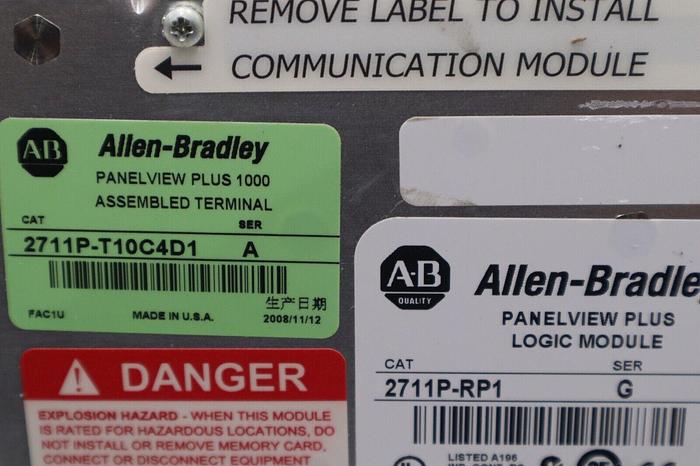 REMOVE LABEL TO INSTALL
COMMUNICATION MODULE
AB Allen-Bradley
PANELVIEW PLUS 1000
ASSEMBLED TERMINAL
CAT SER
2711P-T10C4D1 A
生产日期
FAC1U MADE IN U.S.A. 2008/11/12
DANGER
EXPLOSION HAZARD - WHEN THIS MODULE
IS RATED FOR HAZARDOUS LOCATIONS, DO
NOT INSTALL OR REMOVE MEMORY CARD,
CONNECT OR DISCONNECT EQUIPMENT
A-B
QUALITY
Allen-Bradle
PANELVIEW PLUS
LOGIC MODULE
CAT SER
2711P-RP1 G
LISTED A196